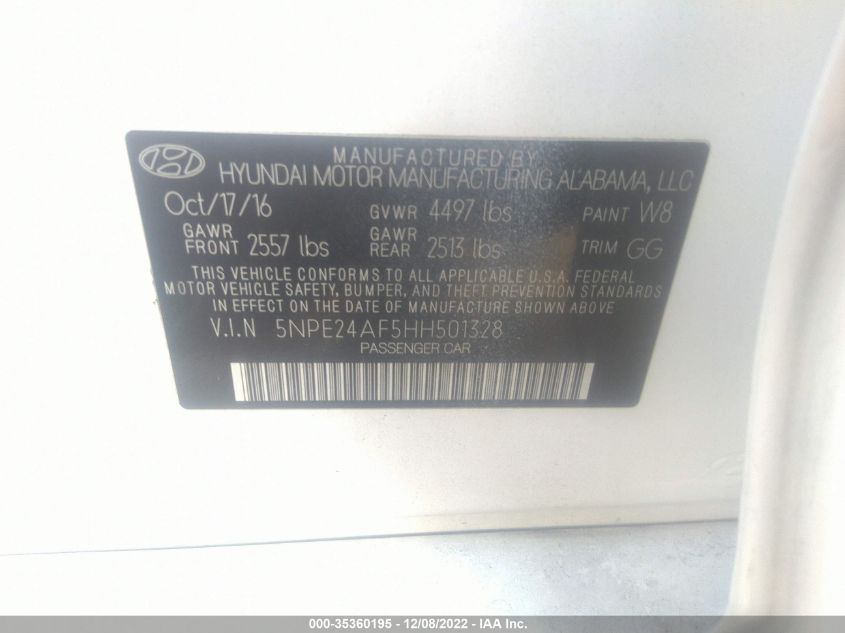 MANUFACTURED BY
HYUNDAI MOTOR MANUFACTURING ALABAMA, LLC
Oct/17/16 GVWR 4497 lbs PAINT W8
GAWR FRONT 2557 lbs GAWR REAR 2513 lbs TRIM GG
THIS VEHICLE CONFORMS TO ALL APPLICABLE U.S.A. FEDERAL
MOTOR VEHICLE SAFETY, BUMPER, AND THEFT PREVENTION STANDARDS
IN EFFECT ON THE DATE OF MANUFACTURE SHOWN ABOVE
V.I.N 5NPE24AF5HH501328
PASSENGER CAR
000-35360195 - 12/08/2022 - IAA Inc.